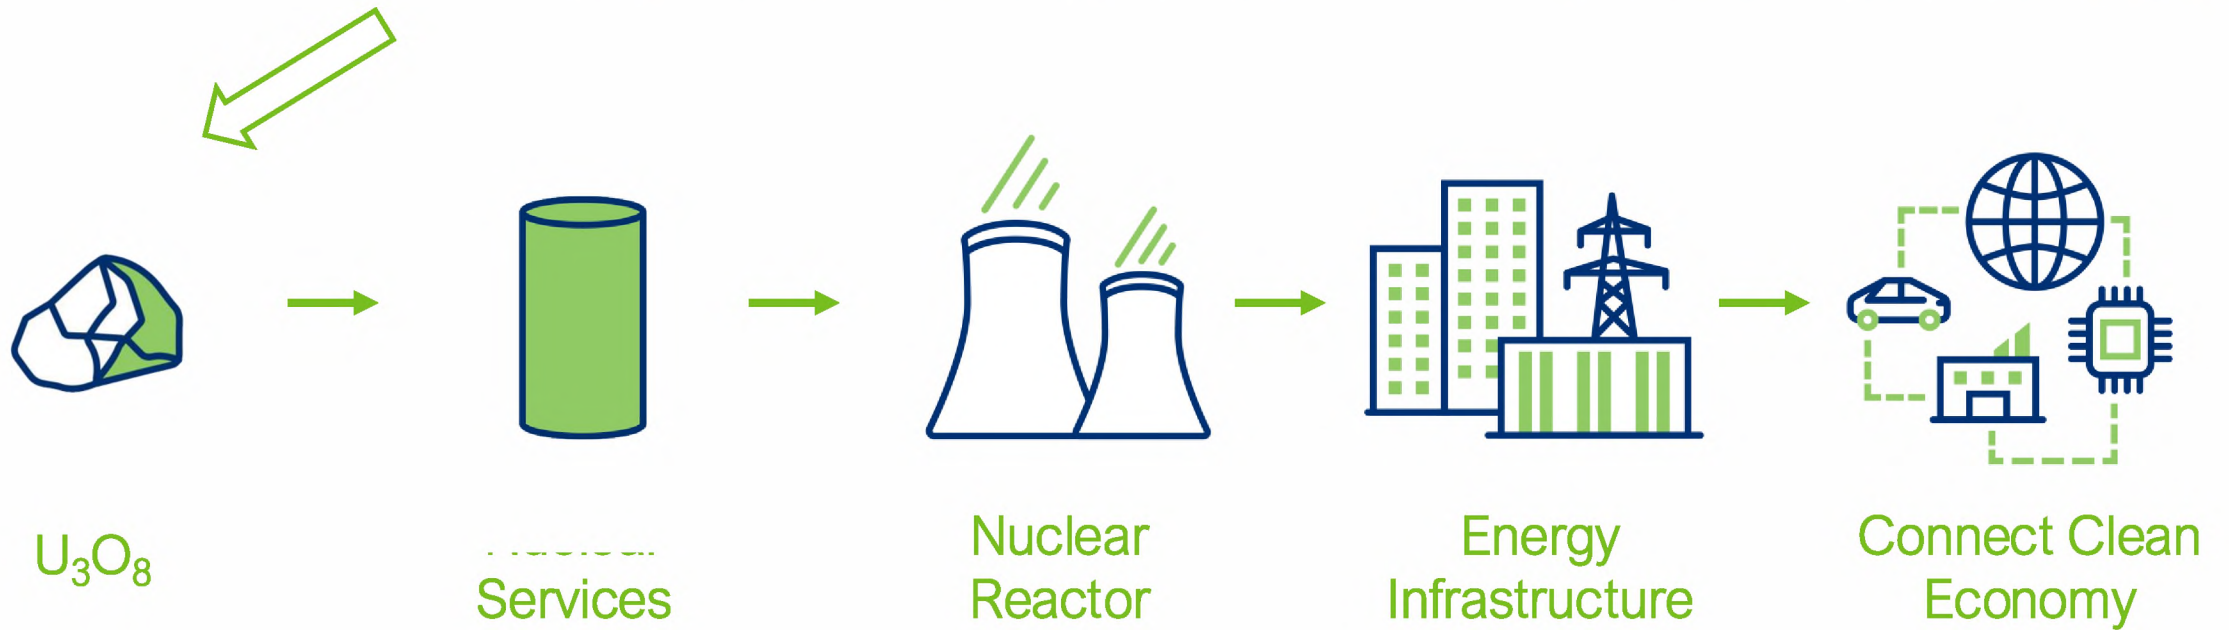 U₃O₈
Services
Nuclear
Reactor
Energy
Infrastructure
Connect Clean
Economy